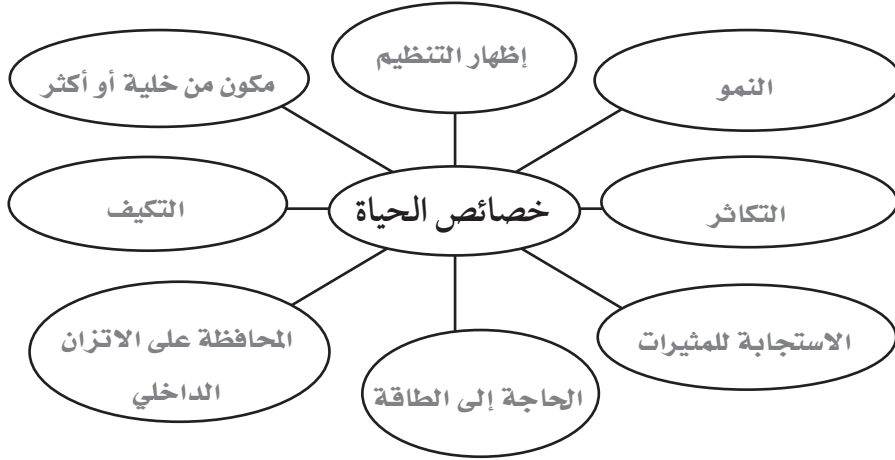 إظهار التنظيم
النمو
مكون من خلية أو أكثر
خصائص الحياة
التكاثر
التكيف
الاستجابة للمثيرات
المحافظة على الاتزان
الداخلي
الحاجة إلى الطاقة